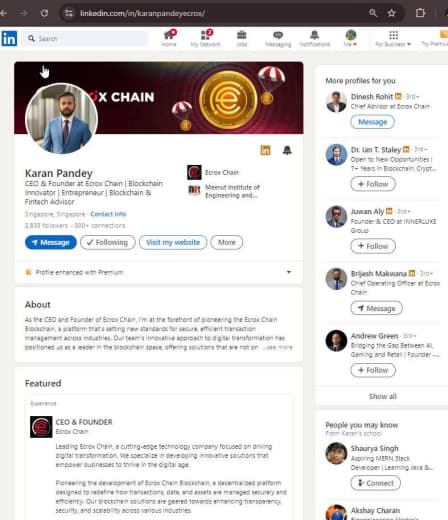 linkedin.com/in/karanpandeyecrox/
in
Search
Home
My Network
Jobs
Messaging
Notifications
Me
For Business
Try Premiu
X CHAIN
Karan Pandey
CEO & Founder at Ecrox Chain | Blockchain
Innovator | Entrepreneur | Blockchain &
Fintech Advisor
Singapore, Singapore · Contact info
2,833 followers · 500+ connections
Ecrox Chain
Meerut Institute of
Engineering and...
Message
Following
Visit my website
More
Profile enhanced with Premium
About
As the CEO and Founder of Ecrox Chain, I'm at the forefront of pioneering the Ecrox Chain
Blockchain, a platform that's setting new standards for secure, efficient transaction
management across industries. Our team's innovative approach to digital transformation has
positioned us as a leader in the blockchain space, offering solutions that are not on ...see more
Featured
Experience
CEO & FOUNDER
Ecrox Chain
Leading Ecrox Chain, a cutting-edge technology company focused on driving
digital transformation. We specialize in developing innovative solutions that
empower businesses to thrive in the digital age.
Pioneering the development of Ecrox Chain Blockchain, a decentralized platform
designed to redefine how transactions, data, and assets are managed securely and
efficiently. Our blockchain solutions are geared towards enhancing transparency,
security, and scalability across various industries.
More profiles for you
Dinesh Rohit in · 3rd+
Chief Advisor at Ecrox Chain
Message
Dr. Ian T. Staley in · 3rd+
Open to New Opportunities |
7+ Years in Blockchain, Crypt...
+ Follow
Juwan Aly in · 3rd+
Founder & CEO at INNERLUXE
Group
+ Follow
Brijesh Makwana in · 3rd+
Chief Operating Officer at Ecrox
Chain
Message
Andrew Green · 3rd+
Bridging the Gap Between AI,
Gaming and Retail | Founder –...
+ Follow
Show all
People you may know
From Karan's school
Shaurya Singh
Aspiring MERN Stack
Developer | Learning Java &...
Connect
Akshay Charan